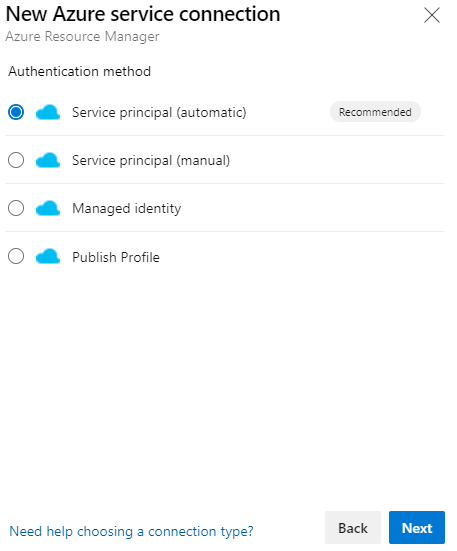 New Azure service connection
Azure Resource Manager
Authentication method
Service principal (automatic) Recommended
Service principal (manual)
Managed identity
Publish Profile
Need help choosing a connection type? Back Next